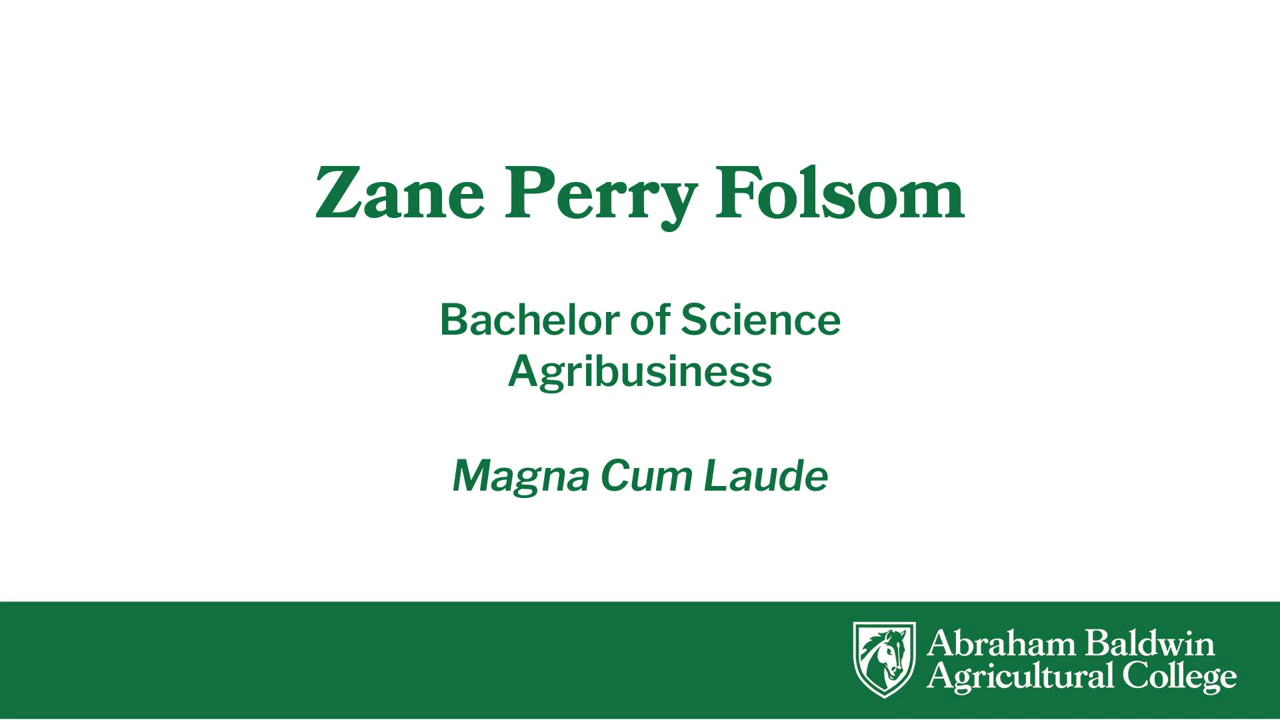 Zane Perry Folsom
Bachelor of Science
Agribusiness
Magna Cum Laude
Abraham Baldwin
Agricultural College